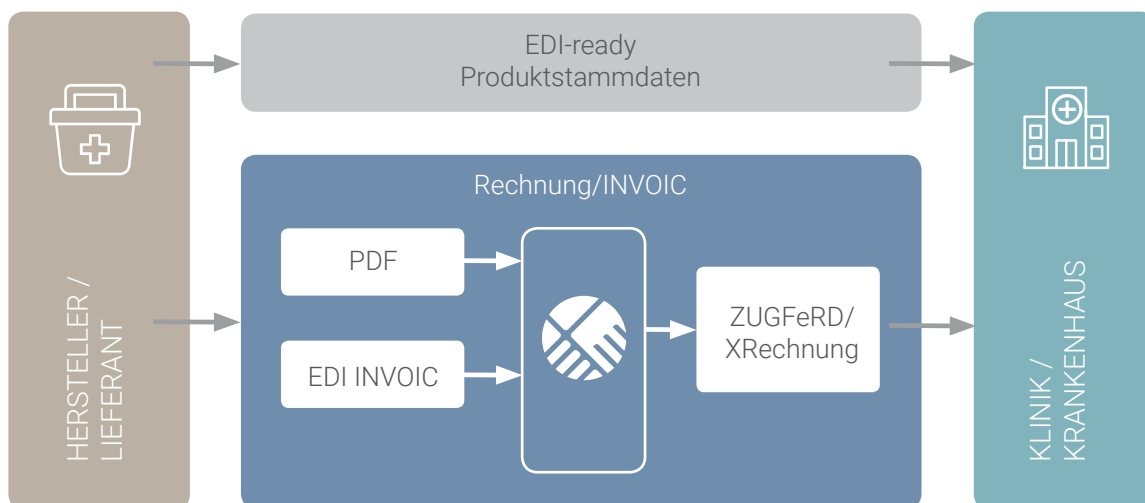 EDI-ready
Produktstammdaten
HERSTELLER /
LIEFERANT
Rechnung/INVOIC
PDF
EDI INVOIC
ZUGFeRD/
XRechnung
KLINIK /
KRANKENHAUS